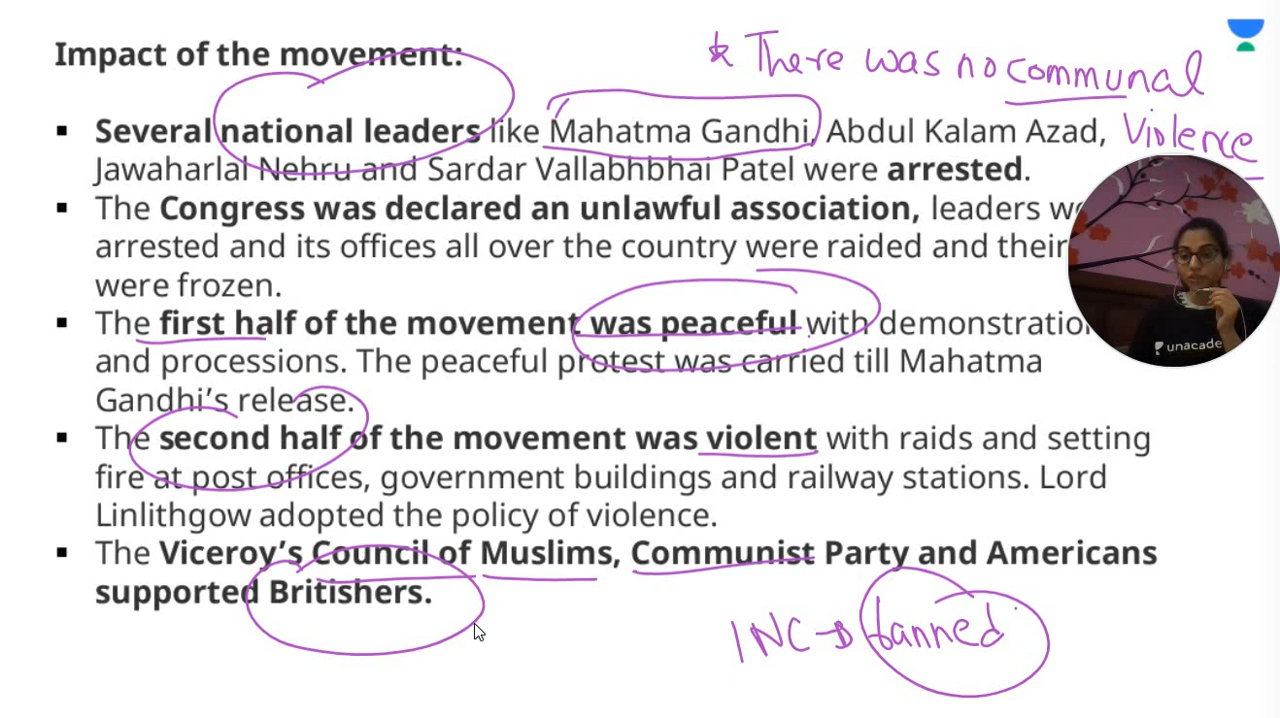 Impact of the movement:
* There was no communal
Violence
▪ Several national leaders like Mahatma Gandhi, Abdul Kalam Azad,
Jawaharlal Nehru and Sardar Vallabhbhai Patel were arrested.
▪ The Congress was declared an unlawful association, leaders
arrested and its offices all over the country were raided and their
were frozen.
▪ The first half of the movement was peaceful with
and processions. The peaceful protest was carried till Mahatma
Gandhi's release.
▪ The second half of the movement was violent with raids and setting
fire at post offices, government buildings and railway stations. Lord
Linlithgow adopted the policy of violence.
▪ The Viceroy's Council of Muslims, Communist Party and Americans
supported Britishers.
INC → banned
unacade